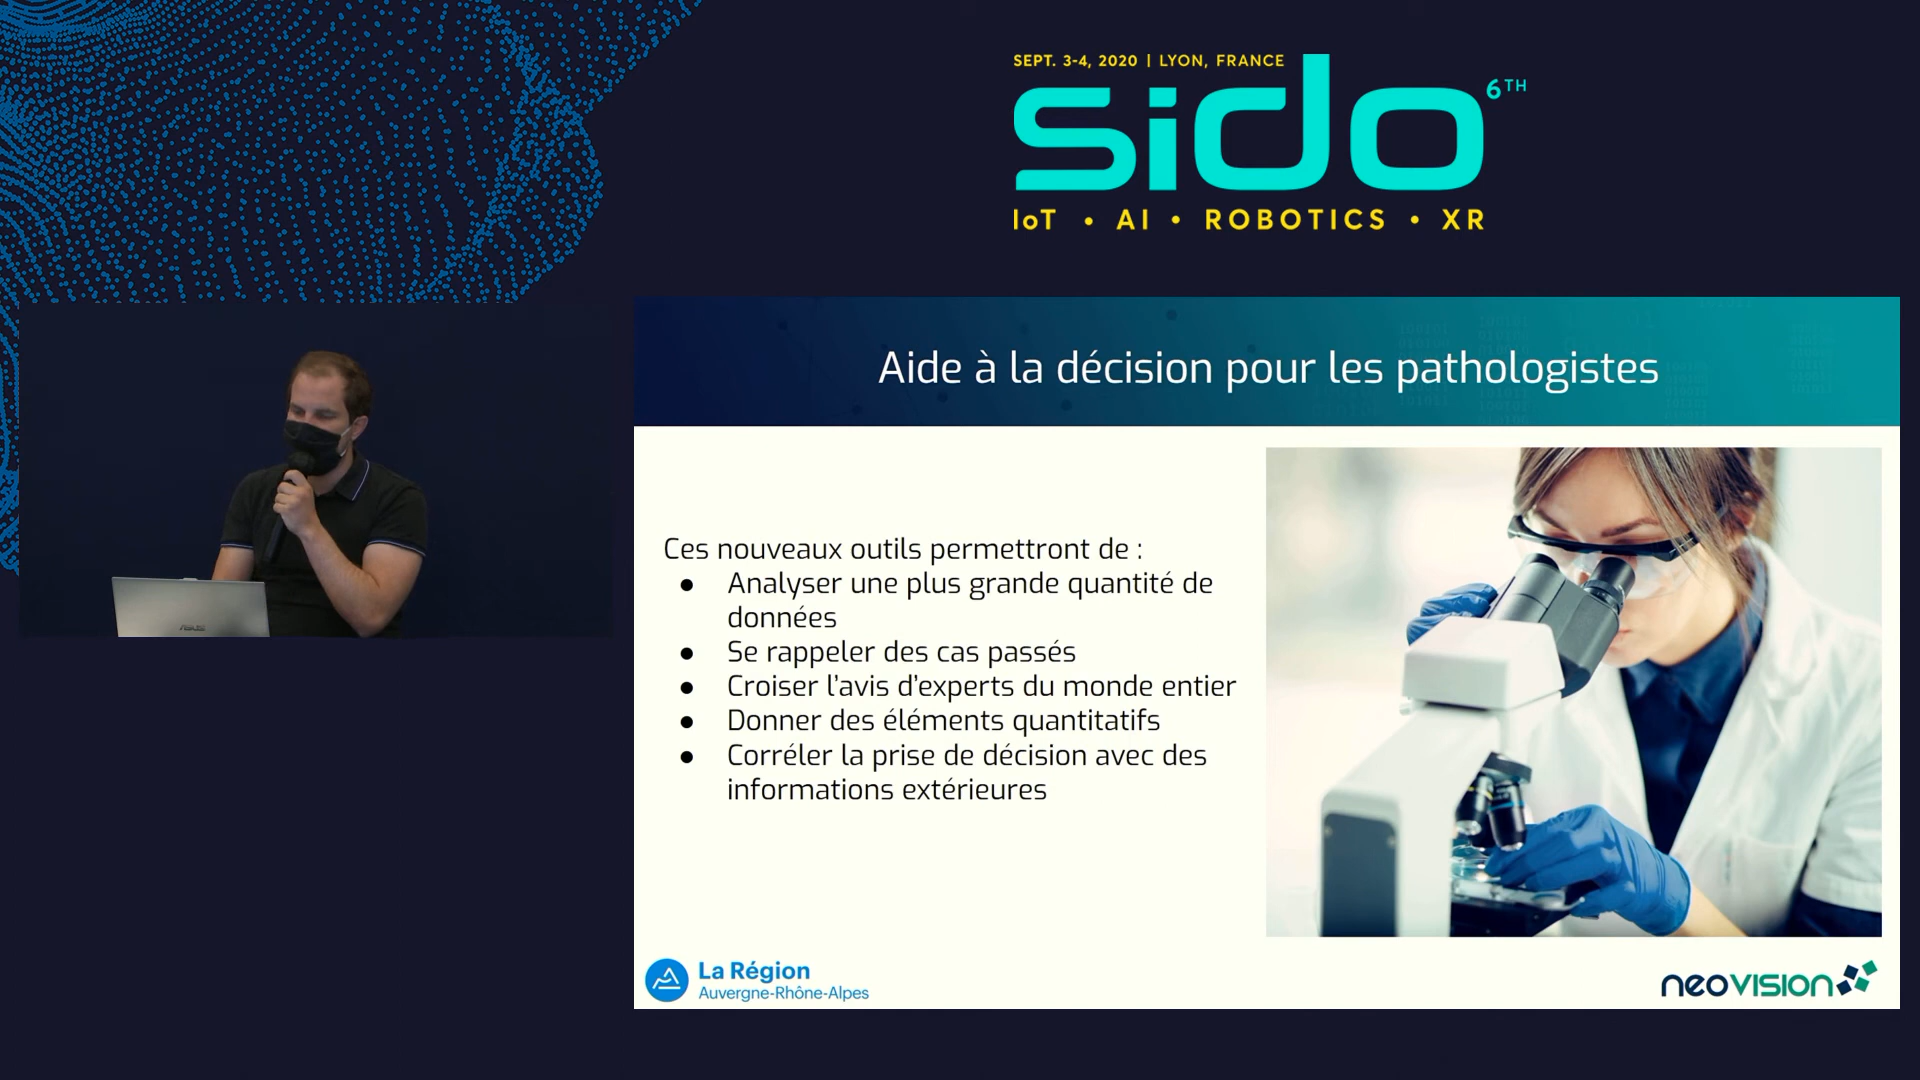 SEPT. 3-4, 2020 | LYON, FRANCE
sido 6TH
IoT • AI • ROBOTICS • XR
Aide à la décision pour les pathologistes
Ces nouveaux outils permettront de :
● Analyser une plus grande quantité de
données
● Se rappeler des cas passés
● Croiser l’avis d’experts du monde entier
● Donner des éléments quantitatifs
● Corréler la prise de décision avec des
informations extérieures
La Région
Auvergne-Rhône-Alpes
neovision
ASUS